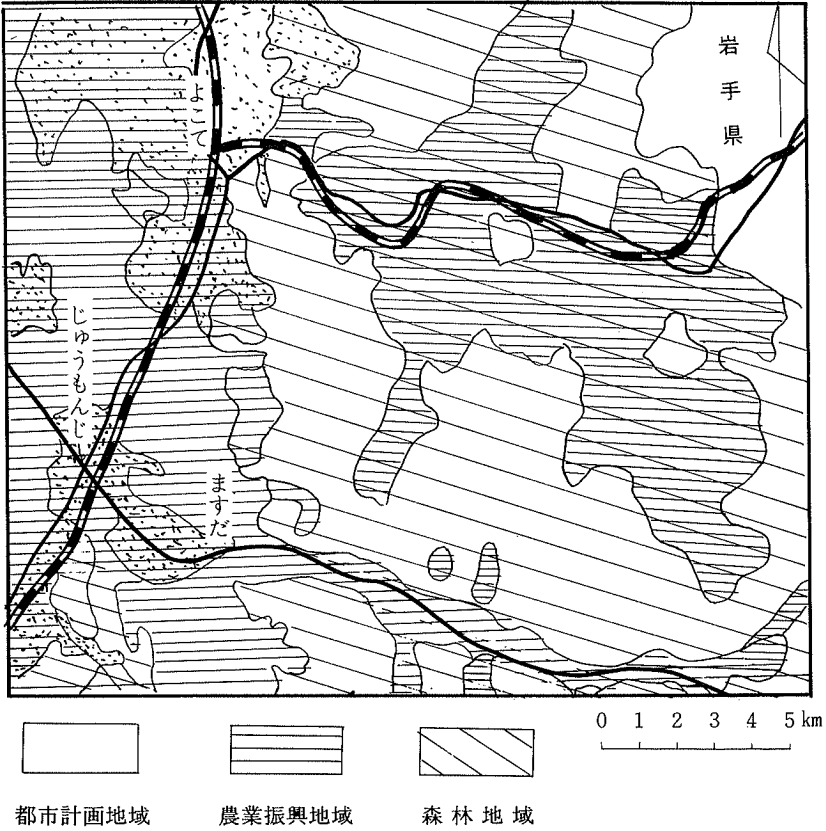 岩手県
よこて
じゅうもんじ
ますだ
0 1 2 3 4 5 km
都市計画地域
農業振興地域
森林地域